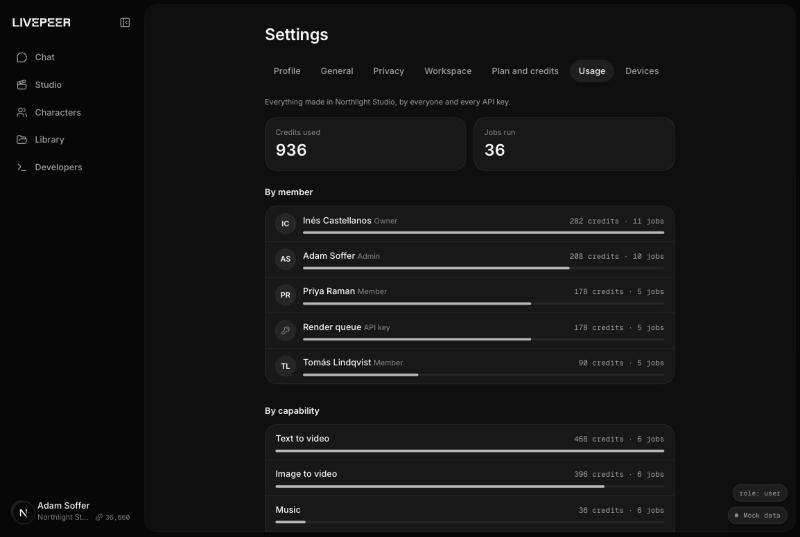 LIVEPEER
Chat
Studio
Characters
Library
Developers
Settings
Profile General Privacy Workspace Plan and credits Usage Devices
Everything made in Northlight Studio, by everyone and every API key.
Credits used
936
Jobs run
36
By member
IC Inés Castellanos Owner 282 credits · 11 jobs
AS Adam Soffer Admin 208 credits · 10 jobs
PR Priya Raman Member 178 credits · 5 jobs
Render queue API key 178 credits · 5 jobs
TL Tomás Lindqvist Member 90 credits · 5 jobs
By capability
Text to video 468 credits · 6 jobs
Image to video 396 credits · 6 jobs
Music 36 credits · 6 jobs
N Adam Soffer
Northlight St... 36,660
role: user
Mock data